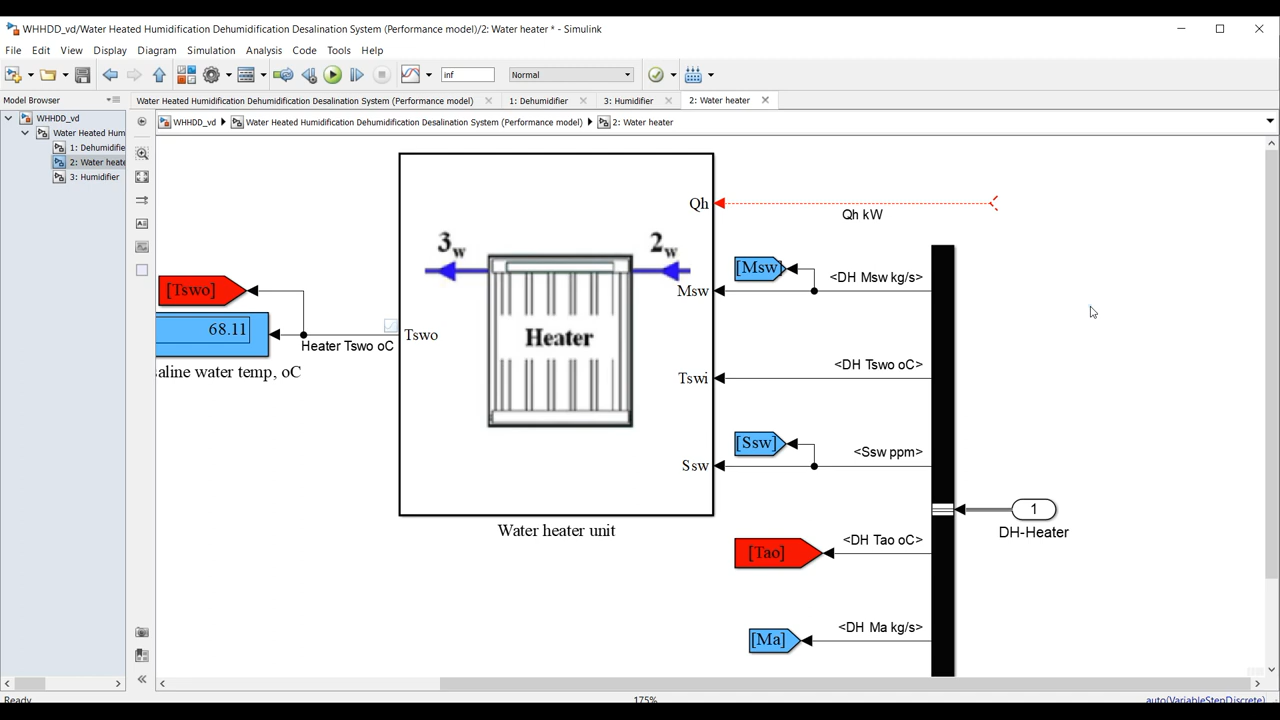 WHHDD_vd/Water Heated Humidification Dehumidification Desalination System (Performance model)/2: Water heater * - Simulink
File Edit View Display Diagram Simulation Analysis Code Tools Help
inf Normal
Model Browser
Water Heated Humidification Dehumidification Desalination System (Performance model) 1: Dehumidifier 3: Humidifier 2: Water heater
WHHDD_vd Water Heated Humidification Dehumidification Desalination System (Performance model) 2: Water heater
WHHDD_vd
Water Heated Hum
1: Dehumidifie
2: Water heate
3: Humidifier
Qh
Qh kW
3w 2w
[Msw] <DH Msw kg/s>
Msw
[Tswo]
68.11
Heater Tswo oC
Tswo
Heater
saline water temp, oC
<DH Tswo oC>
Tswi
[Ssw] <Ssw ppm>
Ssw
1
DH-Heater
Water heater unit
[Tao] <DH Tao oC>
[Ma] <DH Ma kg/s>
Ready 175% auto(VariableStepDiscrete)